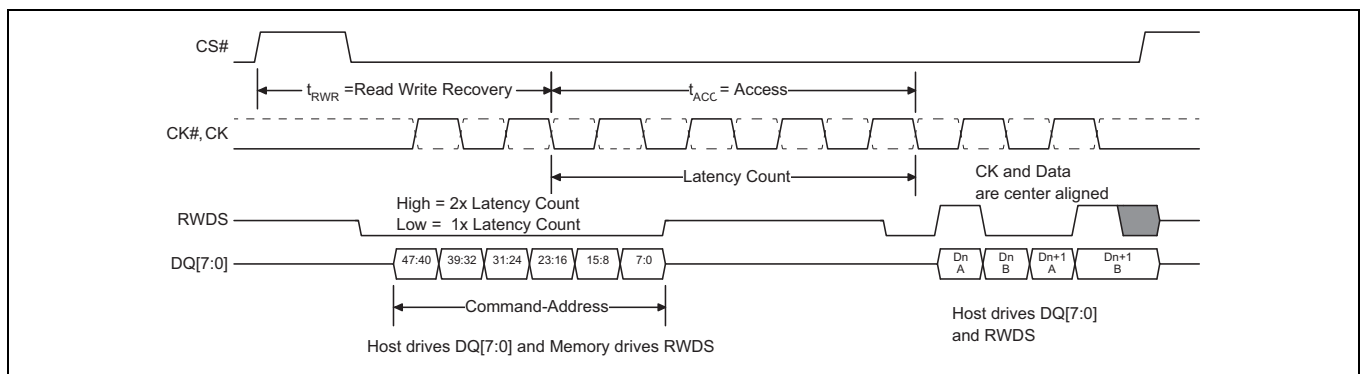 CS#
t_RWR =Read Write Recovery
t_ACC = Access
CK#, CK
Latency Count
CK and Data
are center aligned
High = 2x Latency Count
Low = 1x Latency Count
RWDS
DQ[7:0]
47:40 39:32 31:24 23:16 15:8 7:0
Dn
A
Dn
B
Dn+1
A
Dn+1
B
Command-Address
Host drives DQ[7:0]
and RWDS
Host drives DQ[7:0] and Memory drives RWDS